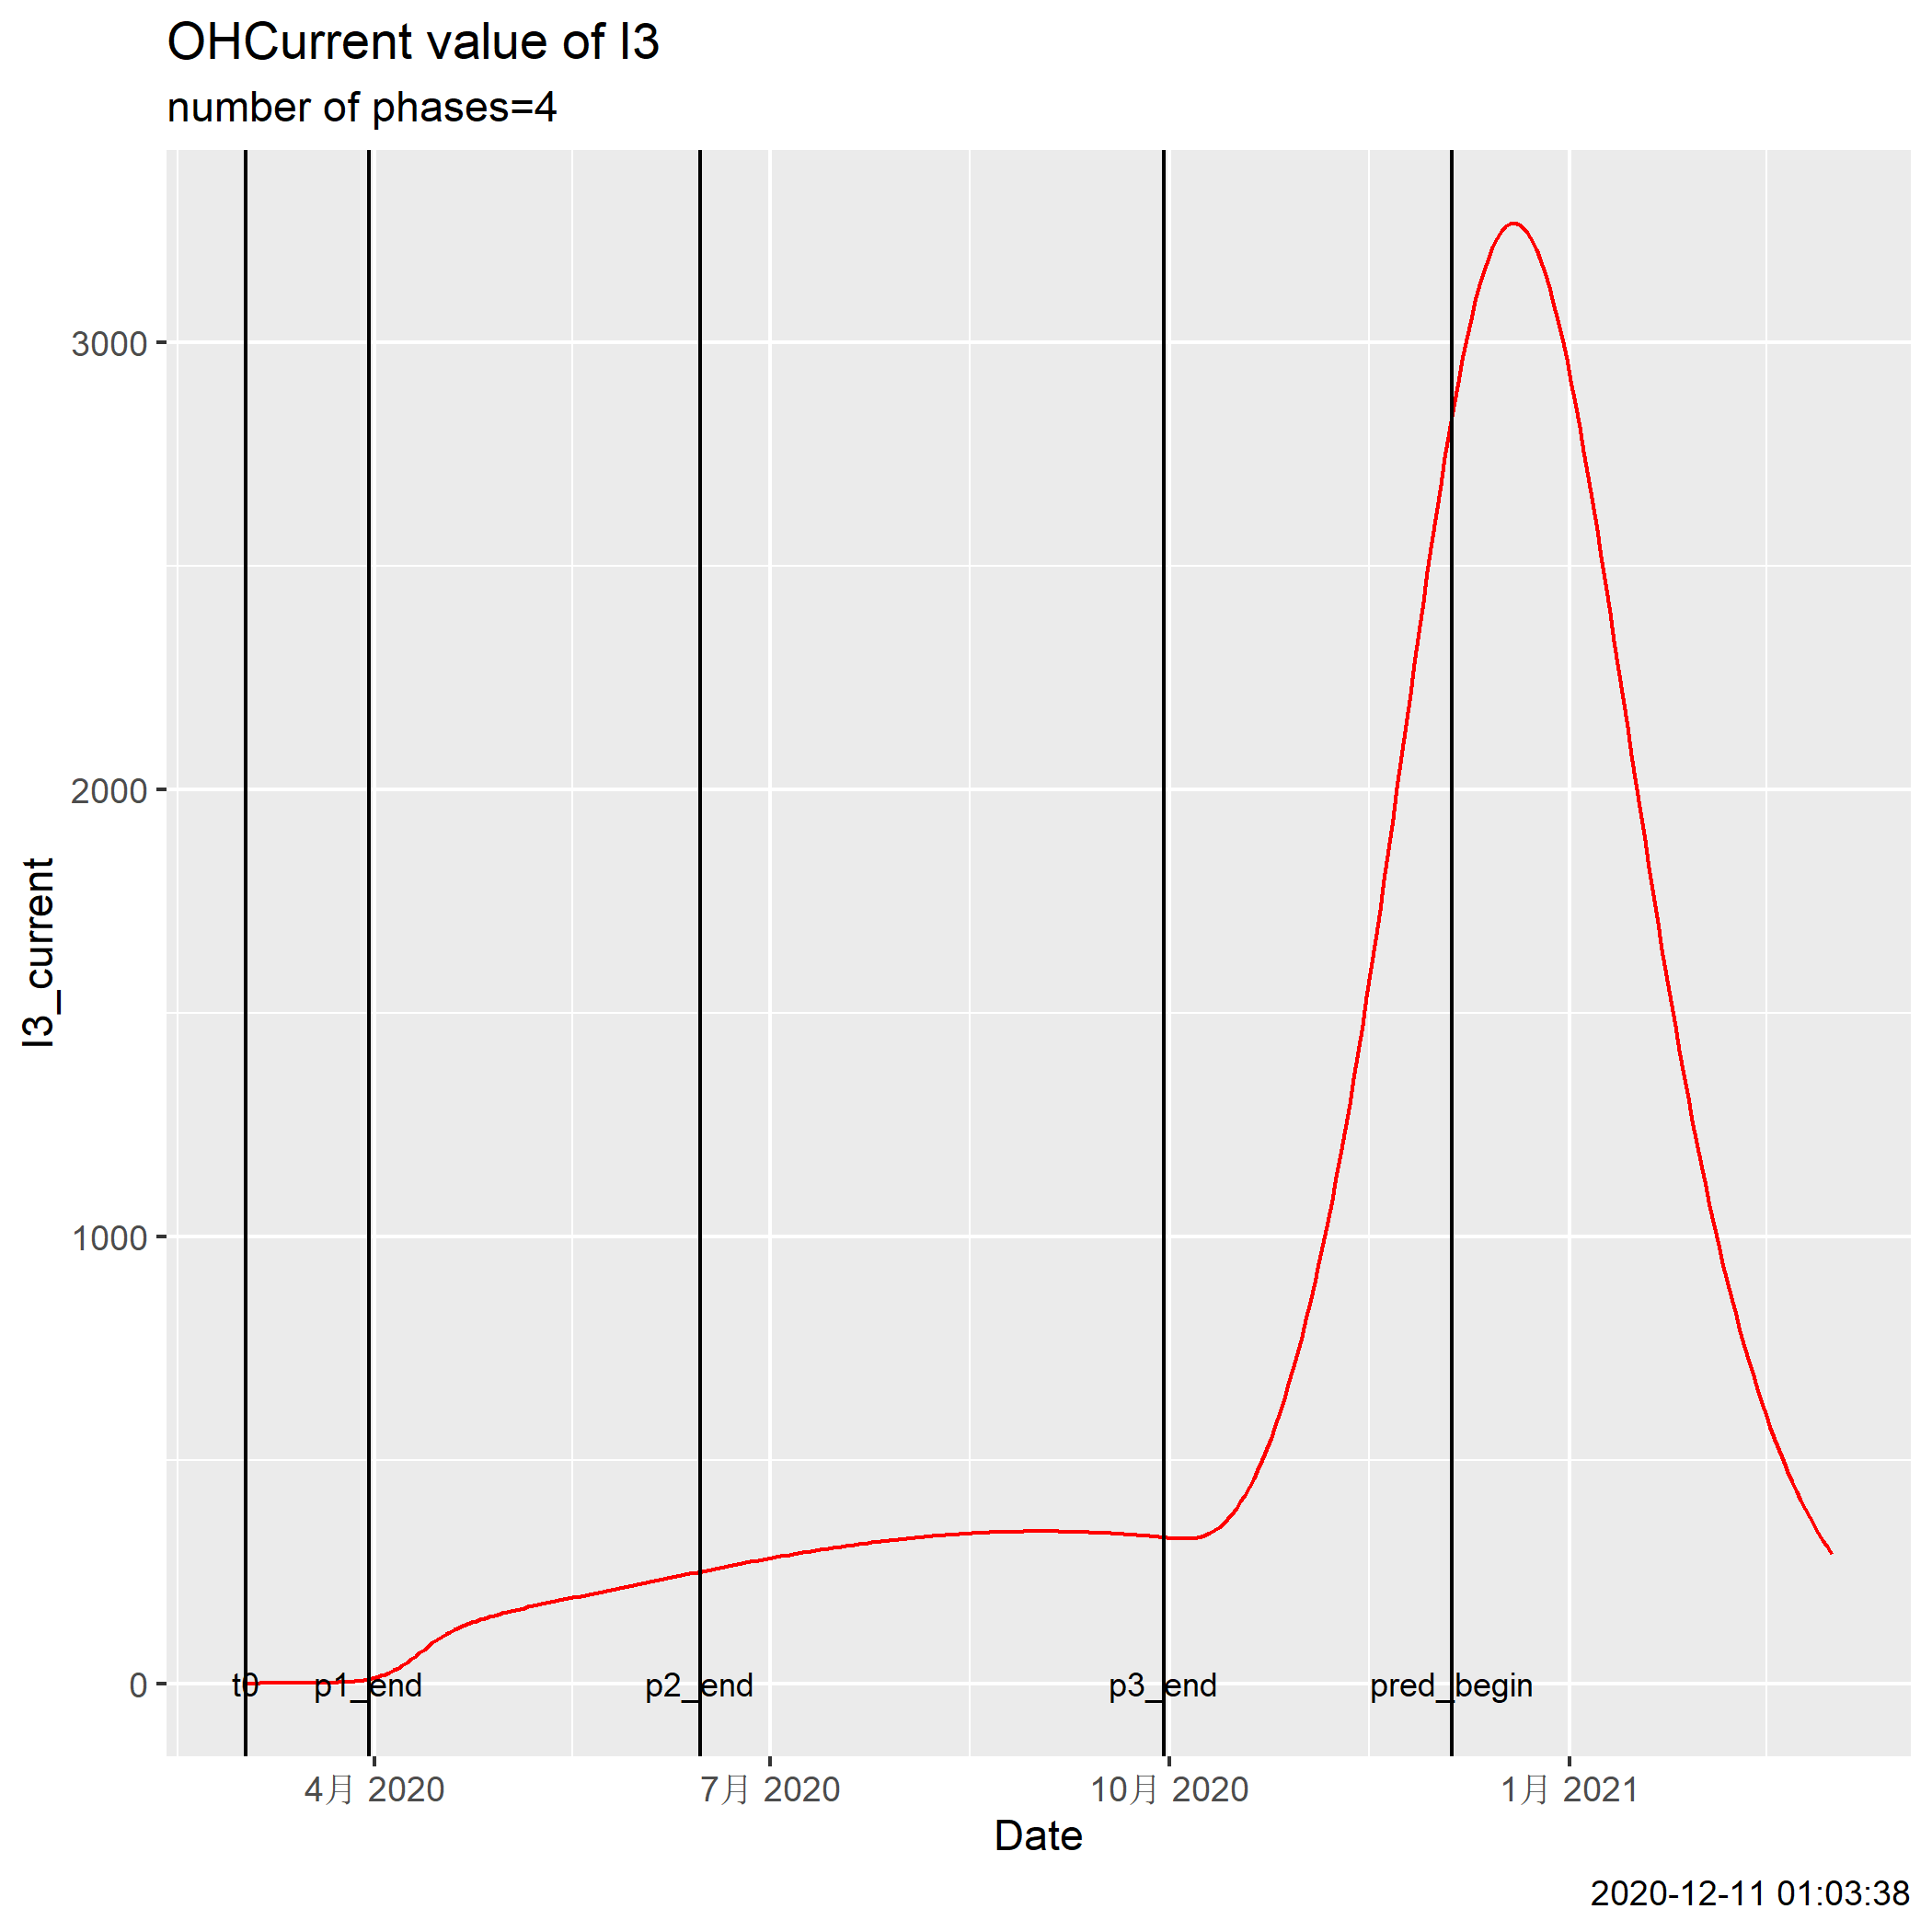 OHCurrent value of I3
number of phases=4
I3_current
3000
2000
1000
0
t0 p1_end p2_end p3_end pred_begin
4月 2020 7月 2020 10月 2020 1月 2021
Date
2020-12-11 01:03:38